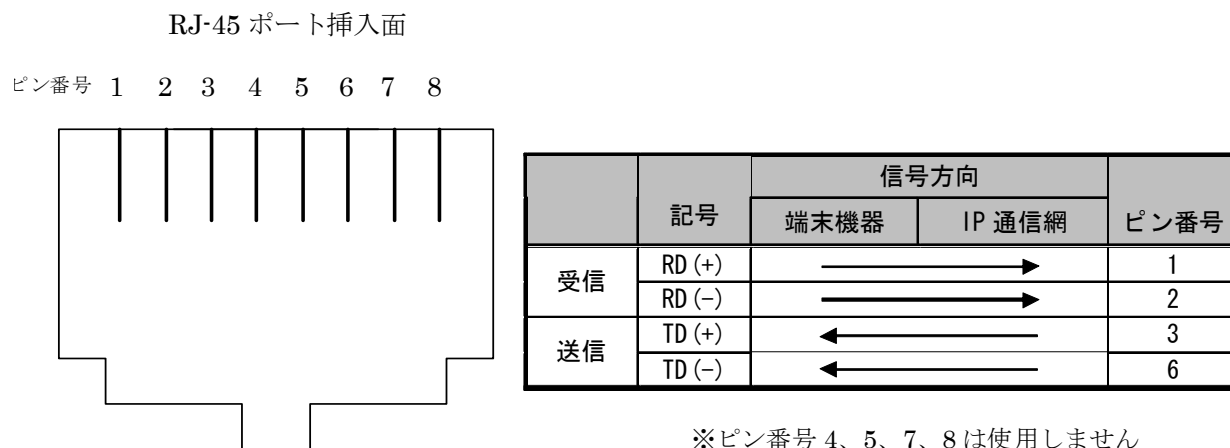 RJ-45 ポート挿入面
ピン番号 1 2 3 4 5 6 7 8
記号 信号方向 ピン番号
端末機器 IP 通信網
受信 RD(+) 1
RD(-) 2
送信 TD(+) 3
TD(-) 6
※ピン番号 4、5、7、8は使用しません